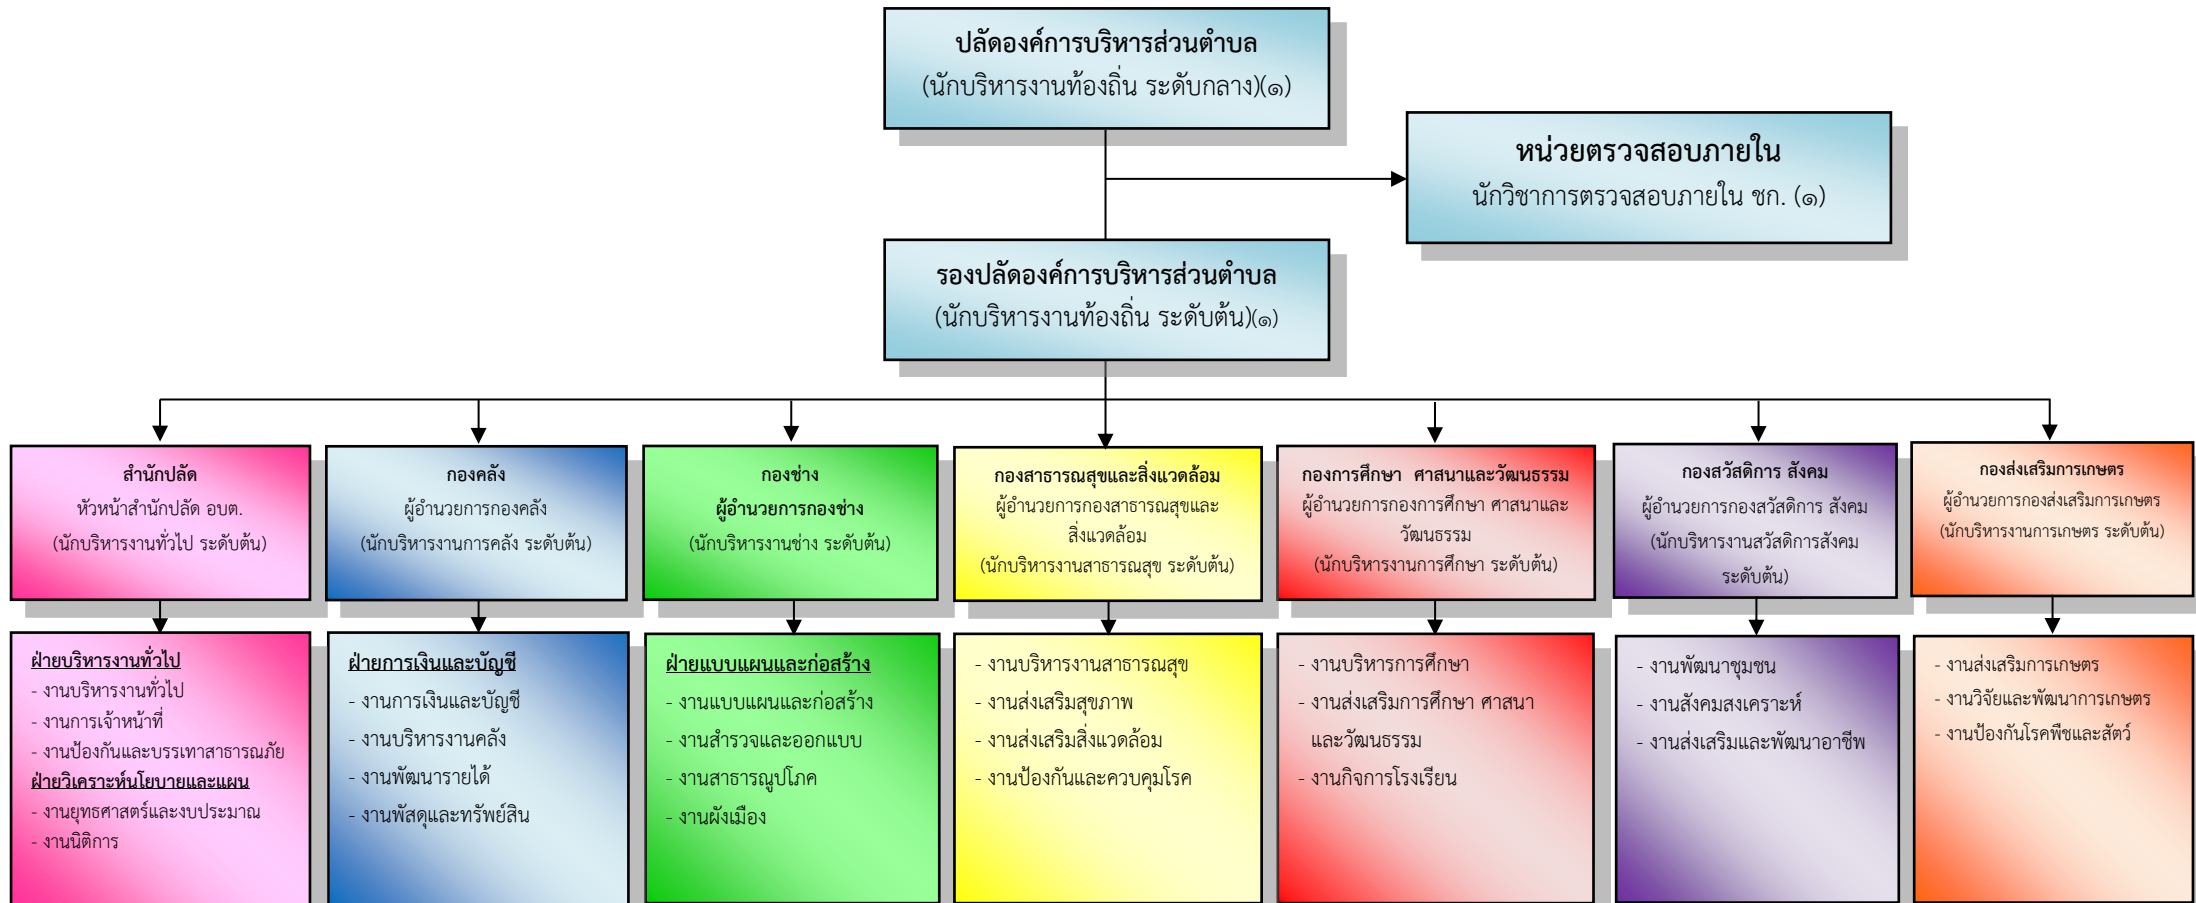 ปลัดองค์การบริหารส่วนตำบล
(นักบริหารงานท้องถิ่น ระดับกลาง)(๑)
หน่วยตรวจสอบภายใน
นักวิชาการตรวจสอบภายใน ชก. (๑)
รองปลัดองค์การบริหารส่วนตำบล
(นักบริหารงานท้องถิ่น ระดับต้น)(๑)
สำนักปลัด
หัวหน้าสำนักปลัด อบต.
(นักบริหารงานทั่วไป ระดับต้น)
กองคลัง
ผู้อำนวยการกองคลัง
(นักบริหารงานการคลัง ระดับต้น)
กองช่าง
ผู้อำนวยการกองช่าง
(นักบริหารงานช่าง ระดับต้น)
กองสาธารณสุขและสิ่งแวดล้อม
ผู้อำนวยการกองสาธารณสุขและ
สิ่งแวดล้อม
(นักบริหารงานสาธารณสุข ระดับต้น)
กองการศึกษา ศาสนาและวัฒนธรรม
ผู้อำนวยการกองการศึกษา ศาสนาและ
วัฒนธรรม
(นักบริหารงานการศึกษา ระดับต้น)
กองสวัสดิการ สังคม
ผู้อำนวยการกองสวัสดิการ สังคม
(นักบริหารงานสวัสดิการสังคม
ระดับต้น)
กองส่งเสริมการเกษตร
ผู้อำนวยการกองส่งเสริมการเกษตร
(นักบริหารงานการเกษตร ระดับต้น)
ฝ่ายบริหารงานทั่วไป
- งานบริหารงานทั่วไป
- งานการเจ้าหน้าที่
- งานป้องกันและบรรเทาสาธารณภัย
ฝ่ายวิเคราะห์นโยบายและแผน
- งานยุทธศาสตร์และงบประมาณ
- งานนิติการ
ฝ่ายการเงินและบัญชี
- งานการเงินและบัญชี
- งานบริหารงานคลัง
- งานพัฒนารายได้
- งานพัสดุและทรัพย์สิน
ฝ่ายแบบแผนและก่อสร้าง
- งานแบบแผนและก่อสร้าง
- งานสำรวจและออกแบบ
- งานสาธารณูปโภค
- งานผังเมือง
- งานบริหารงานสาธารณสุข
- งานส่งเสริมสุขภาพ
- งานส่งเสริมสิ่งแวดล้อม
- งานป้องกันและควบคุมโรค
- งานบริหารการศึกษา
- งานส่งเสริมการศึกษา ศาสนา
และวัฒนธรรม
- งานกิจการโรงเรียน
- งานพัฒนาชุมชน
- งานสังคมสงเคราะห์
- งานส่งเสริมและพัฒนาอาชีพ
- งานส่งเสริมการเกษตร
- งานวิจัยและพัฒนาการเกษตร
- งานป้องกันโรคพืชและสัตว์